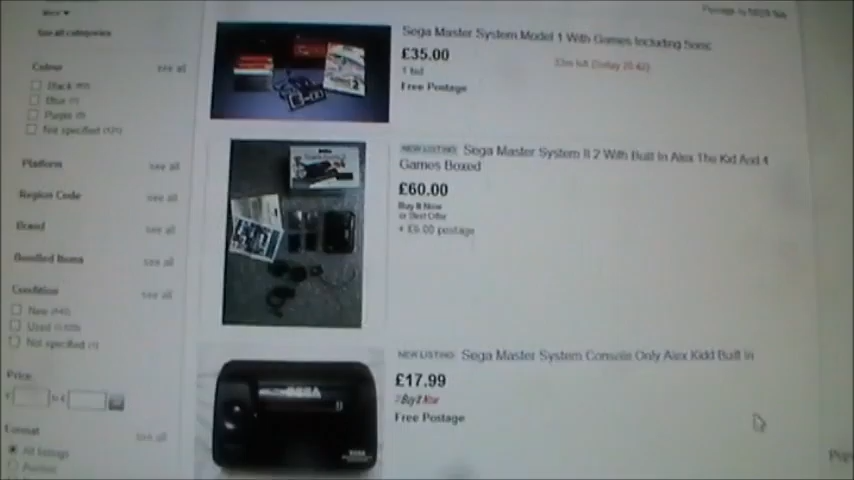 More
See all categories
Colour see all
Black
Blue
Purple
Not specified
Platform see all
Region Code see all
Brand see all
Bundled Items see all
Condition see all
New
Used
Not specified
Price
£ to £
Format see all
All listings
Auction
Sega Master System Model 1 With Games Including Sonic
£35.00
1 bid
Free Postage
NEW LISTING Sega Master System II 2 With Built In Alex The Kid And 4
Games Boxed
£60.00
Buy It Now
or Best Offer
+ £6.00 postage
NEW LISTING Sega Master System Console Only Alex Kidd Built In
£17.99
Buy It Now
Free Postage
SEGA